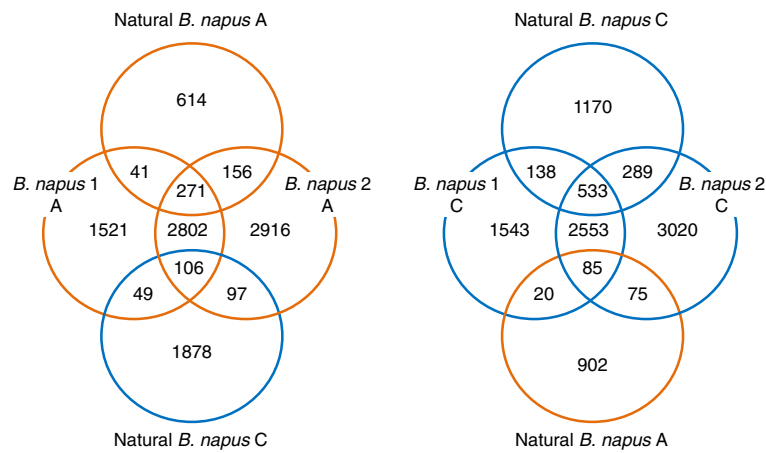 Natural B. napus A
614
41
156
271
B. napus 1
A
B. napus 2
A
1521
2802
2916
106
49
97
1878
Natural B. napus C
Natural B. napus C
1170
138
289
533
B. napus 1
C
B. napus 2
C
1543
2553
3020
85
20
75
902
Natural B. napus A